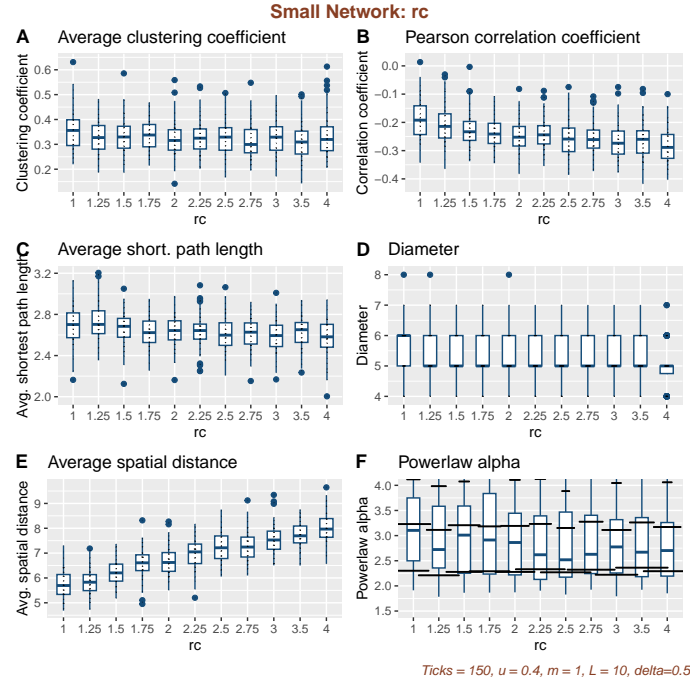 Small Network: rc
A Average clustering coefficient
Clustering coefficient
0.6
0.5
0.4
0.3
0.2
1 1.25 1.5 1.75 2 2.25 2.5 2.75 3 3.5 4
rc
B Pearson correlation coefficient
Correlation coefficient
0.0
−0.1
−0.2
−0.3
−0.4
1 1.25 1.5 1.75 2 2.25 2.5 2.75 3 3.5 4
rc
C Average short. path length
Avg. shortest path length
3.2
2.8
2.4
2.0
1 1.25 1.5 1.75 2 2.25 2.5 2.75 3 3.5 4
rc
D Diameter
Diameter
8
7
6
5
4
1 1.25 1.5 1.75 2 2.25 2.5 2.75 3 3.5 4
rc
E Average spatial distance
Avg. spatial distance
9
8
7
6
5
1 1.25 1.5 1.75 2 2.25 2.5 2.75 3 3.5 4
rc
F Powerlaw alpha
Powerlaw alpha
4.0
3.5
3.0
2.5
2.0
1.5
1 1.25 1.5 1.75 2 2.25 2.5 2.75 3 3.5 4
rc
Ticks = 150, u = 0.4, m = 1, L = 10, delta=0.5